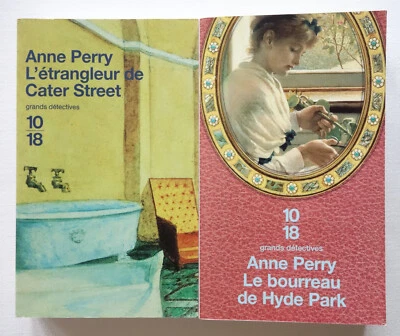 Anne Perry
L'étrangleur de
Cater Street
grands détectives
10
18
10
18
grands détectives
Anne Perry
Le bourreau
de Hyde Park